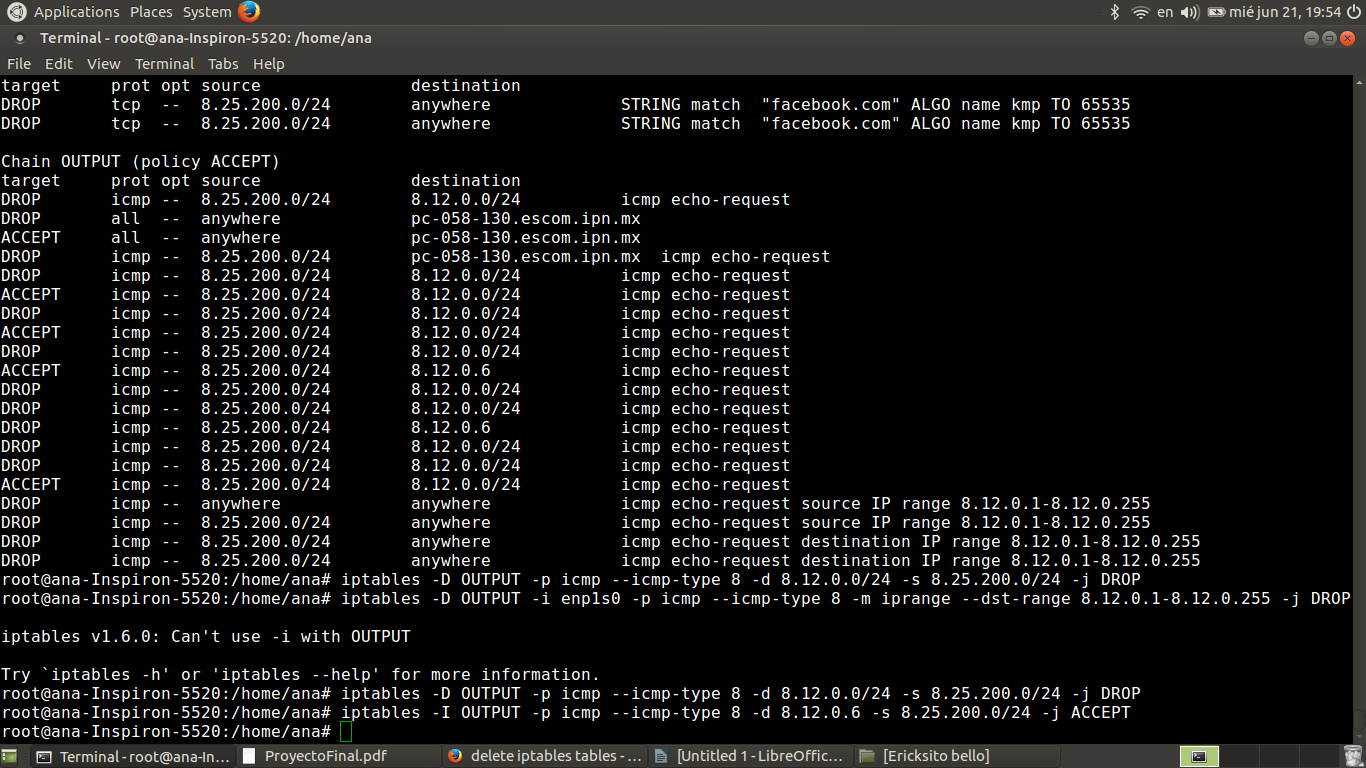 Applications Places System en mié jun 21, 19:54
Terminal - root@ana-Inspiron-5520: /home/ana
File Edit View Terminal Tabs Help
target prot opt source destination
DROP tcp -- 8.25.200.0/24 anywhere STRING match "facebook.com" ALGO name kmp TO 65535
DROP tcp -- 8.25.200.0/24 anywhere STRING match "facebook.com" ALGO name kmp TO 65535
Chain OUTPUT (policy ACCEPT)
target prot opt source destination
DROP icmp -- 8.25.200.0/24 8.12.0.0/24 icmp echo-request
DROP all -- anywhere pc-058-130.escom.ipn.mx
ACCEPT all -- anywhere pc-058-130.escom.ipn.mx
DROP icmp -- 8.25.200.0/24 pc-058-130.escom.ipn.mx icmp echo-request
DROP icmp -- 8.25.200.0/24 8.12.0.0/24 icmp echo-request
ACCEPT icmp -- 8.25.200.0/24 8.12.0.0/24 icmp echo-request
DROP icmp -- 8.25.200.0/24 8.12.0.0/24 icmp echo-request
ACCEPT icmp -- 8.25.200.0/24 8.12.0.0/24 icmp echo-request
DROP icmp -- 8.25.200.0/24 8.12.0.0/24 icmp echo-request
ACCEPT icmp -- 8.25.200.0/24 8.12.0.6 icmp echo-request
DROP icmp -- 8.25.200.0/24 8.12.0.0/24 icmp echo-request
DROP icmp -- 8.25.200.0/24 8.12.0.0/24 icmp echo-request
DROP icmp -- 8.25.200.0/24 8.12.0.6 icmp echo-request
DROP icmp -- 8.25.200.0/24 8.12.0.0/24 icmp echo-request
DROP icmp -- 8.25.200.0/24 8.12.0.0/24 icmp echo-request
ACCEPT icmp -- 8.25.200.0/24 8.12.0.0/24 icmp echo-request
DROP icmp -- anywhere anywhere icmp echo-request source IP range 8.12.0.1-8.12.0.255
DROP icmp -- 8.25.200.0/24 anywhere icmp echo-request source IP range 8.12.0.1-8.12.0.255
DROP icmp -- 8.25.200.0/24 anywhere icmp echo-request destination IP range 8.12.0.1-8.12.0.255
DROP icmp -- 8.25.200.0/24 anywhere icmp echo-request destination IP range 8.12.0.1-8.12.0.255
root@ana-Inspiron-5520:/home/ana# iptables -D OUTPUT -p icmp --icmp-type 8 -d 8.12.0.0/24 -s 8.25.200.0/24 -j DROP
root@ana-Inspiron-5520:/home/ana# iptables -D OUTPUT -i enp1s0 -p icmp --icmp-type 8 -m iprange --dst-range 8.12.0.1-8.12.0.255 -j DROP
iptables v1.6.0: Can't use -i with OUTPUT
Try `iptables -h' or 'iptables --help' for more information.
root@ana-Inspiron-5520:/home/ana# iptables -D OUTPUT -p icmp --icmp-type 8 -d 8.12.0.0/24 -s 8.25.200.0/24 -j DROP
root@ana-Inspiron-5520:/home/ana# iptables -I OUTPUT -p icmp --icmp-type 8 -d 8.12.0.6 -s 8.25.200.0/24 -j ACCEPT
root@ana-Inspiron-5520:/home/ana#
Terminal - root@ana-In... ProyectoFinal.pdf delete iptables tables - ... [Untitled 1 - LibreOffic... [Ericksito bello]